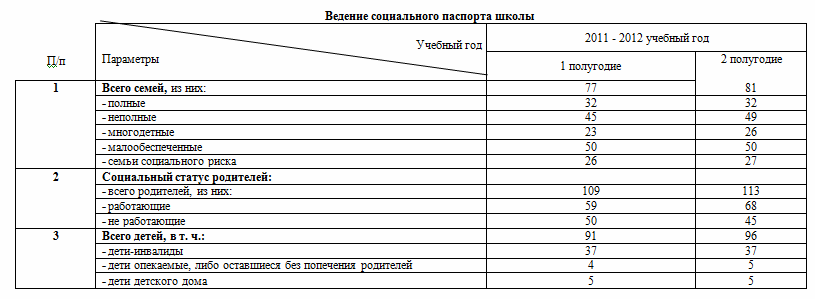 Ведение социального паспорта школы
П/п Параметры Учебный год 2011 - 2012 учебный год
1 полугодие 2 полугодие
1 Всего семей, из них: 77 81
- полные 32 32
- неполные 45 49
- многодетные 23 26
- малообеспеченные 50 50
- семьи социального риска 26 27
2 Социальный статус родителей:
- всего родителей, из них: 109 113
- работающие 59 68
- не работающие 50 45
3 Всего детей, в т. ч.: 91 96
- дети-инвалиды 37 37
- дети опекаемые, либо оставшиеся без попечения родителей 4 5
- дети детского дома 5 5